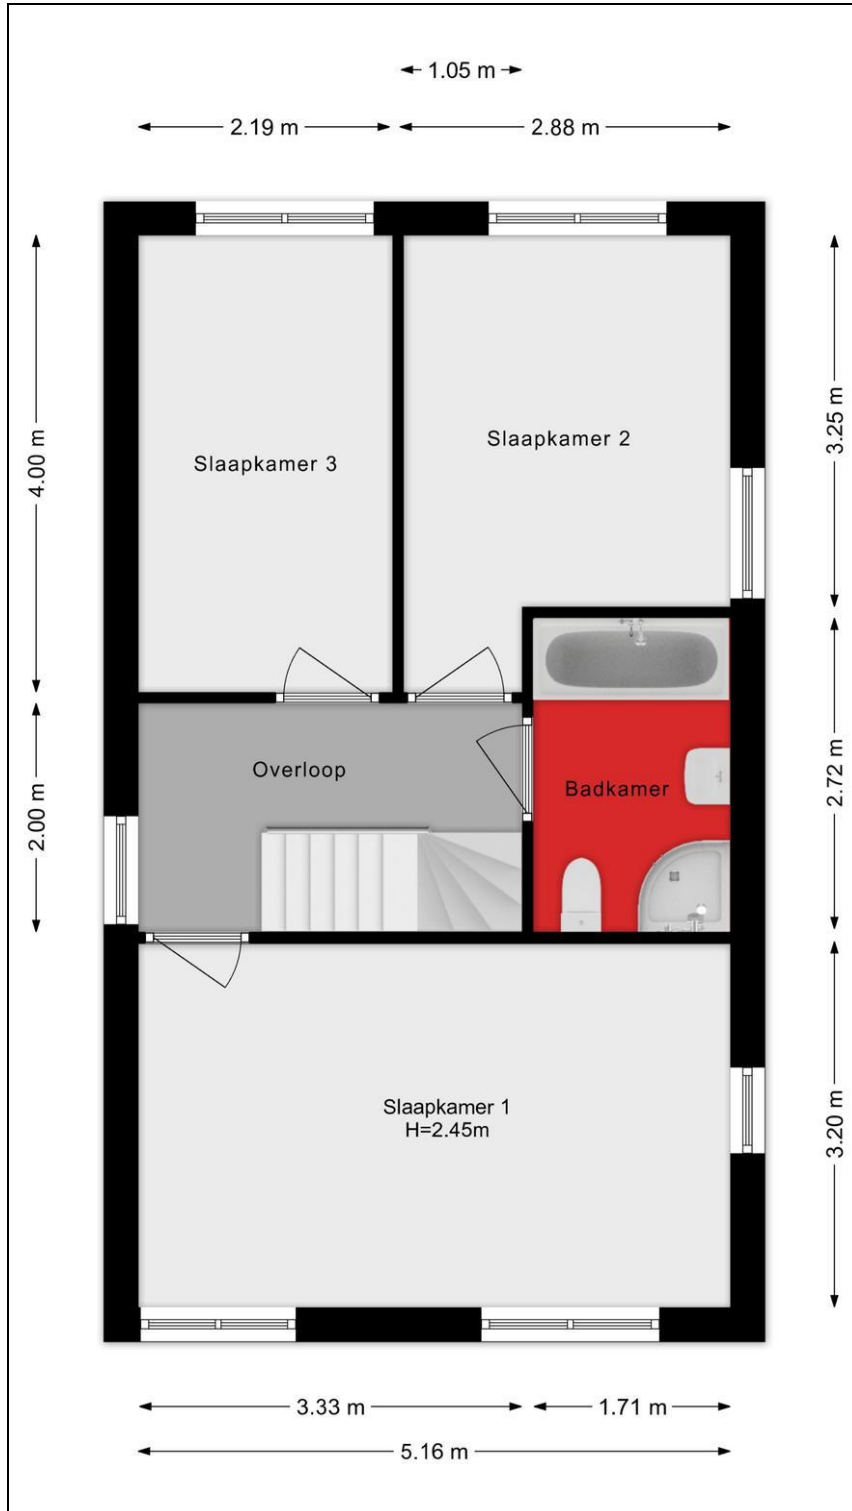 1.05 m
2.19 m
2.88 m
4.00 m
3.25 m
Slaapkamer 3
Slaapkamer 2
2.00 m
Overloop
Badkamer
2.72 m
Slaapkamer 1
H=2.45m
3.20 m
3.33 m
1.71 m
5.16 m